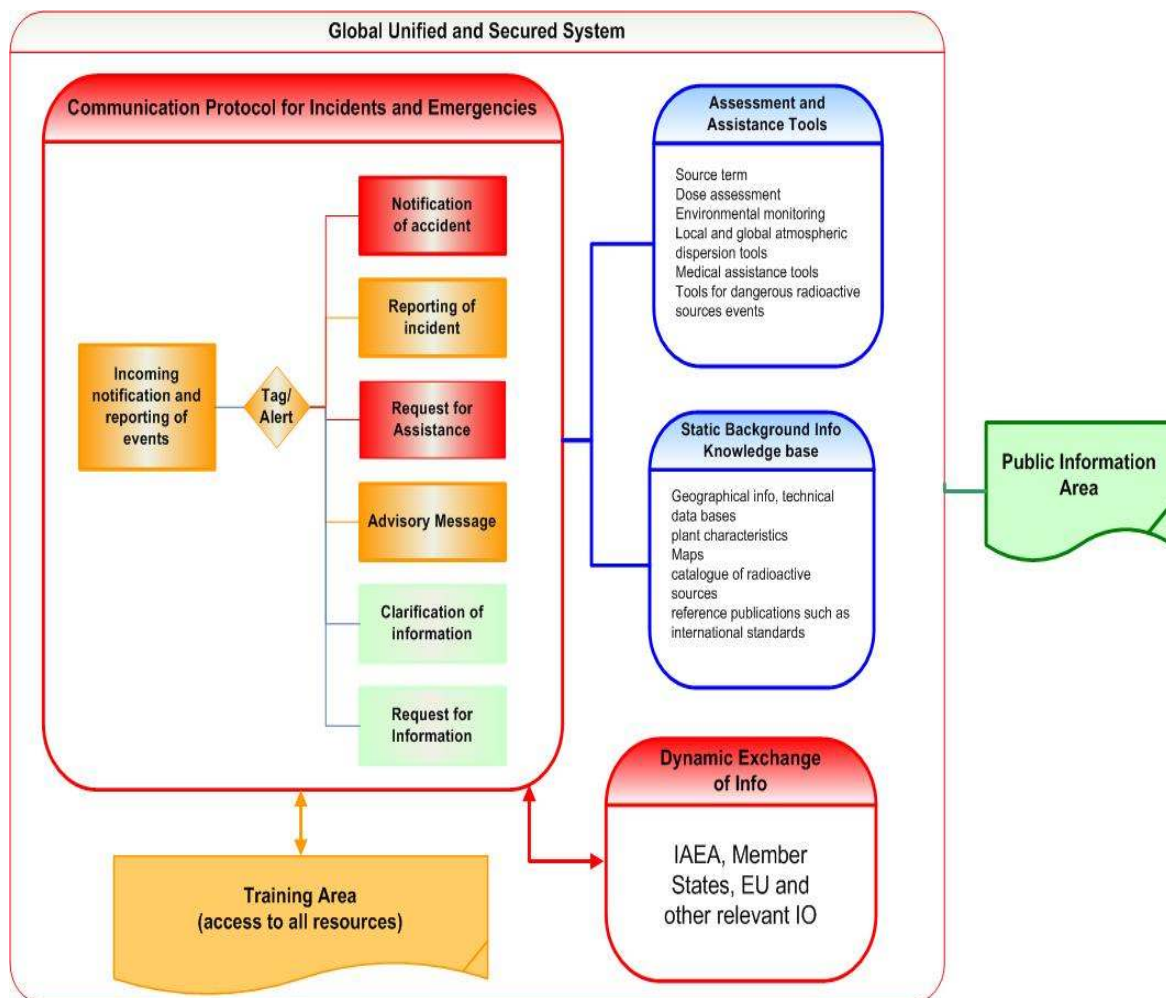 Global Unified and Secured System
Communication Protocol for Incidents and Emergencies
Incoming
notification and
reporting of
events
Tag/
Alert
Notification
of accident
Reporting of
incident
Request for
Assistance
Advisory Message
Clarification of
information
Request for
Information
Assessment and
Assistance Tools
Source term
Dose assessment
Environmental monitoring
Local and global atmospheric
dispersion tools
Medical assistance tools
Tools for dangerous radioactive
sources events
Static Background Info
Knowledge base
Geographical info, technical
data bases
plant characteristics
Maps
catalogue of radioactive
sources
reference publications such as
international standards
Public Information
Area
Dynamic Exchange
of Info
IAEA, Member
States, EU and
other relevant IO
Training Area
(access to all resources)